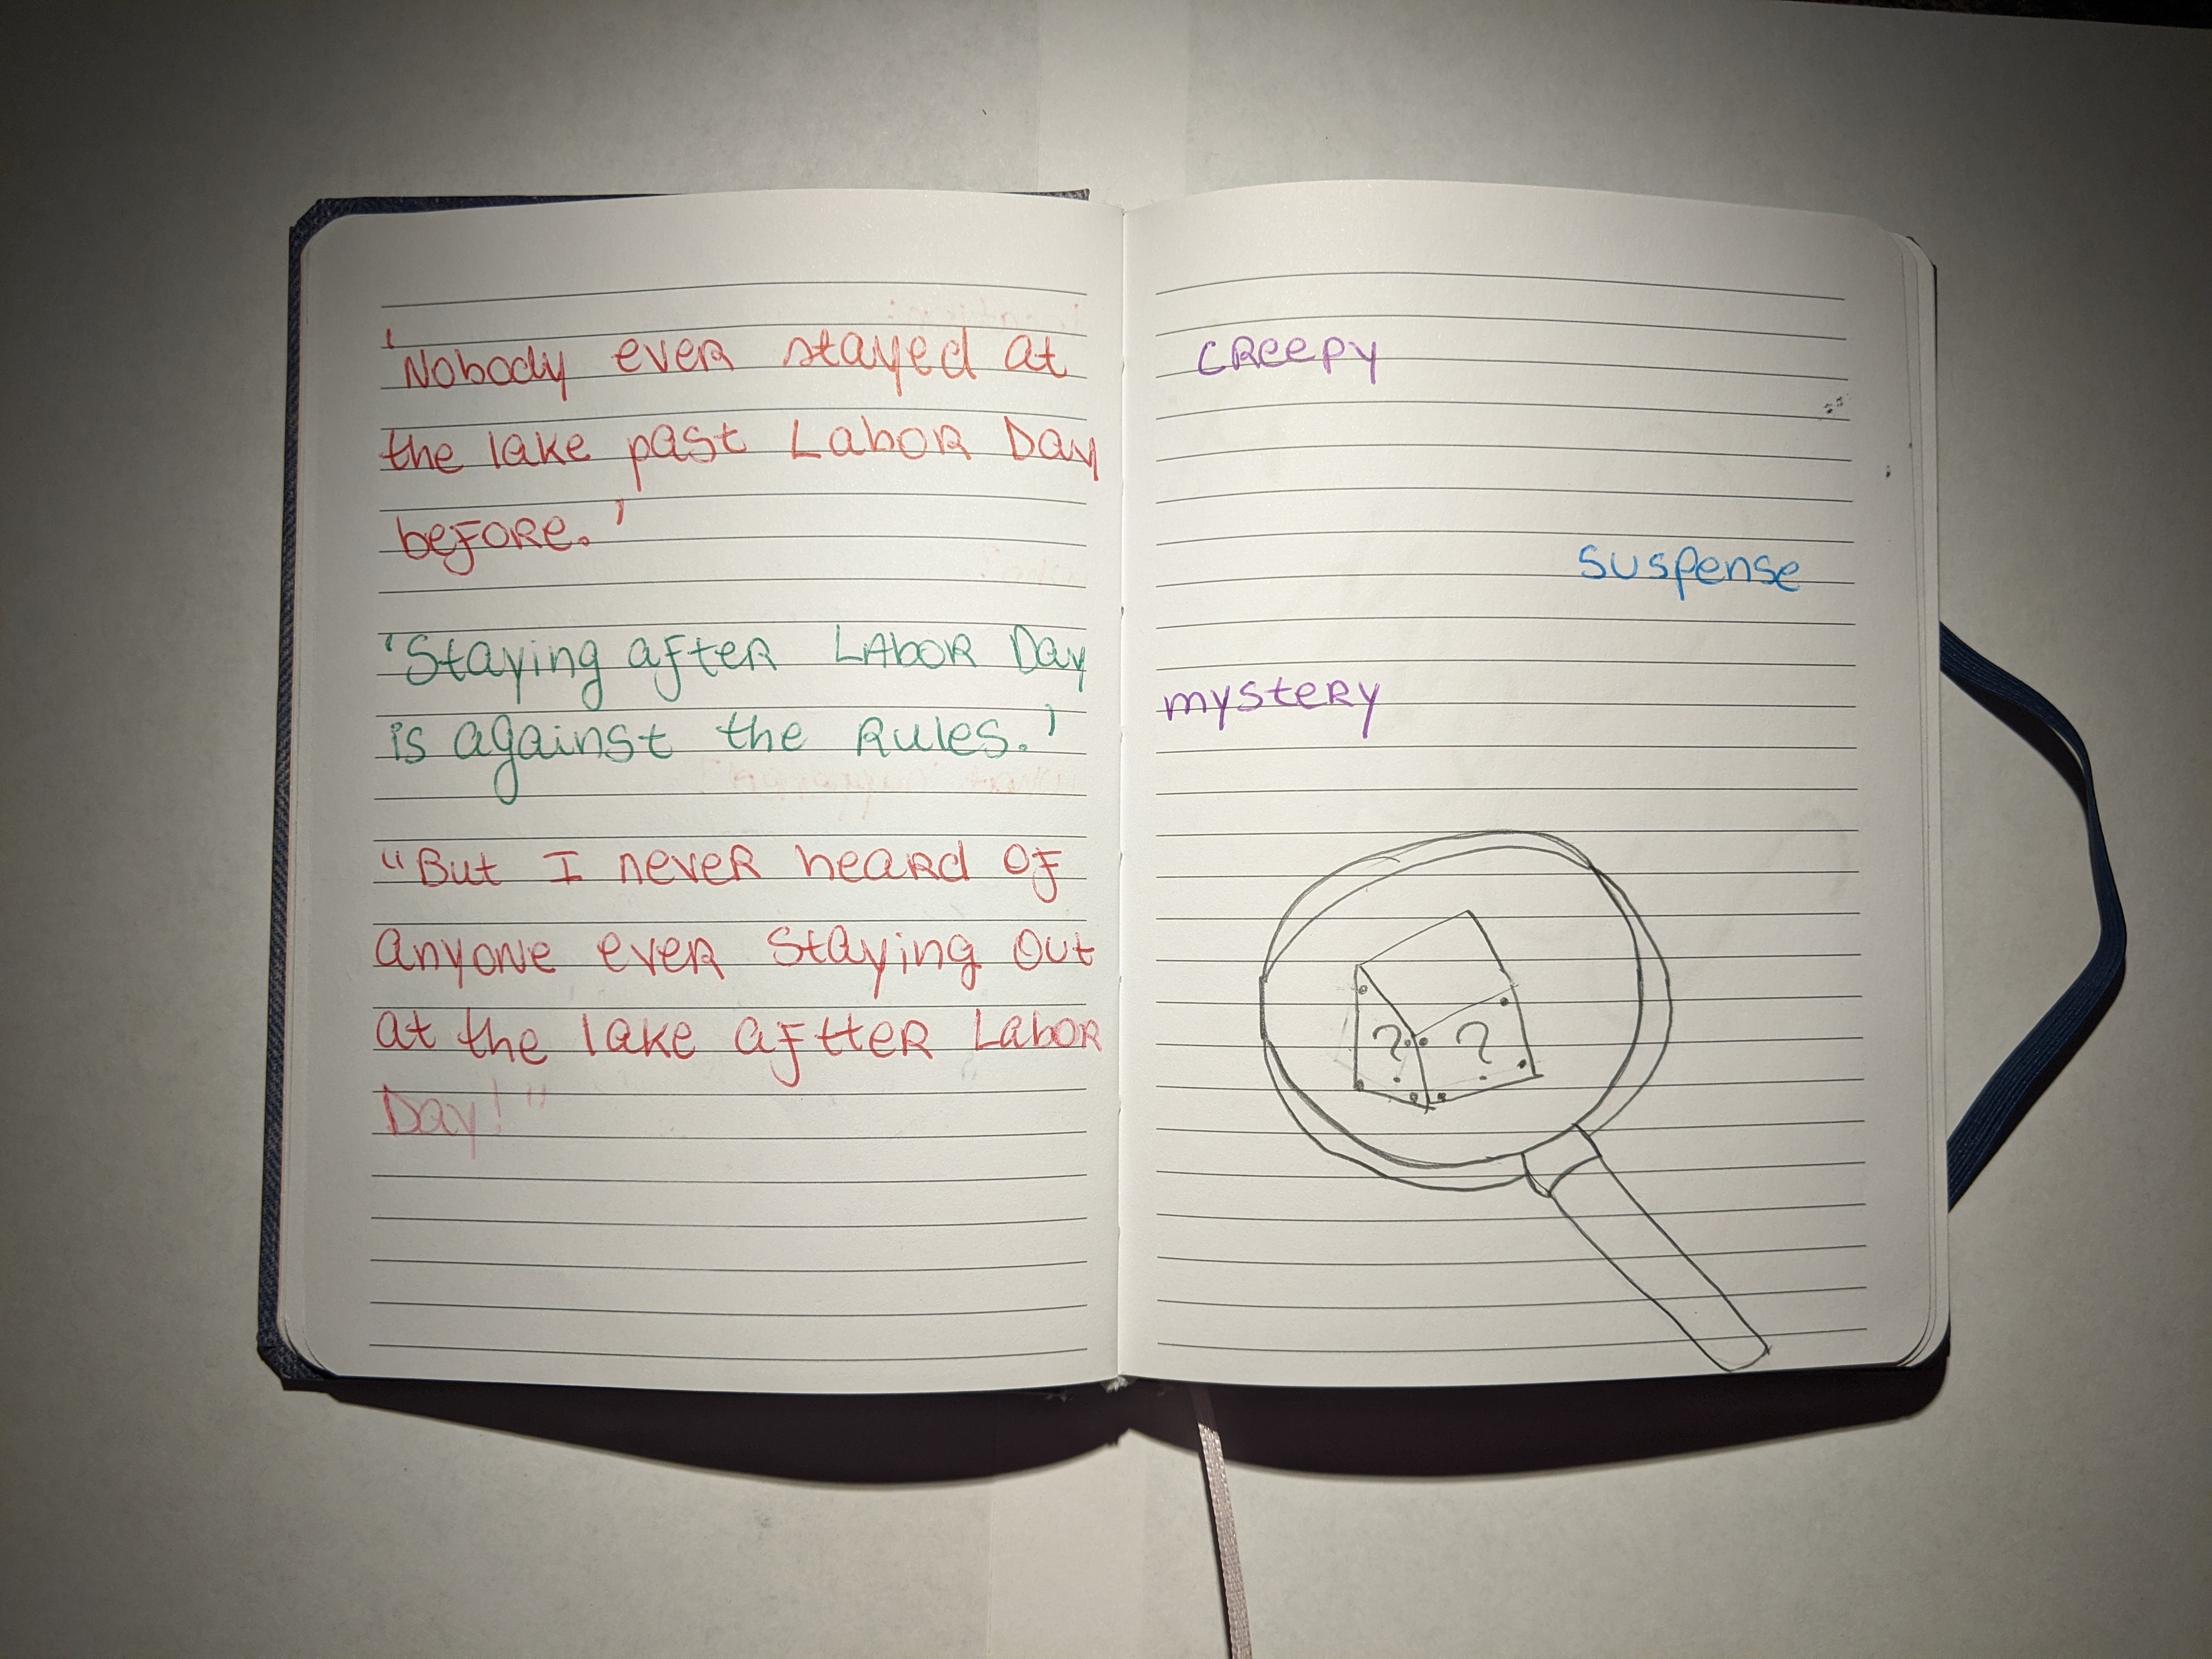 'Nobody ever stayed at
the lake past Labor Day
before.'
'Staying after Labor Day
is against the Rules.'
"But I never heard of
anyone ever staying out
at the lake aftter Labor
Day!"
creepy
suspense
mystery
? ?